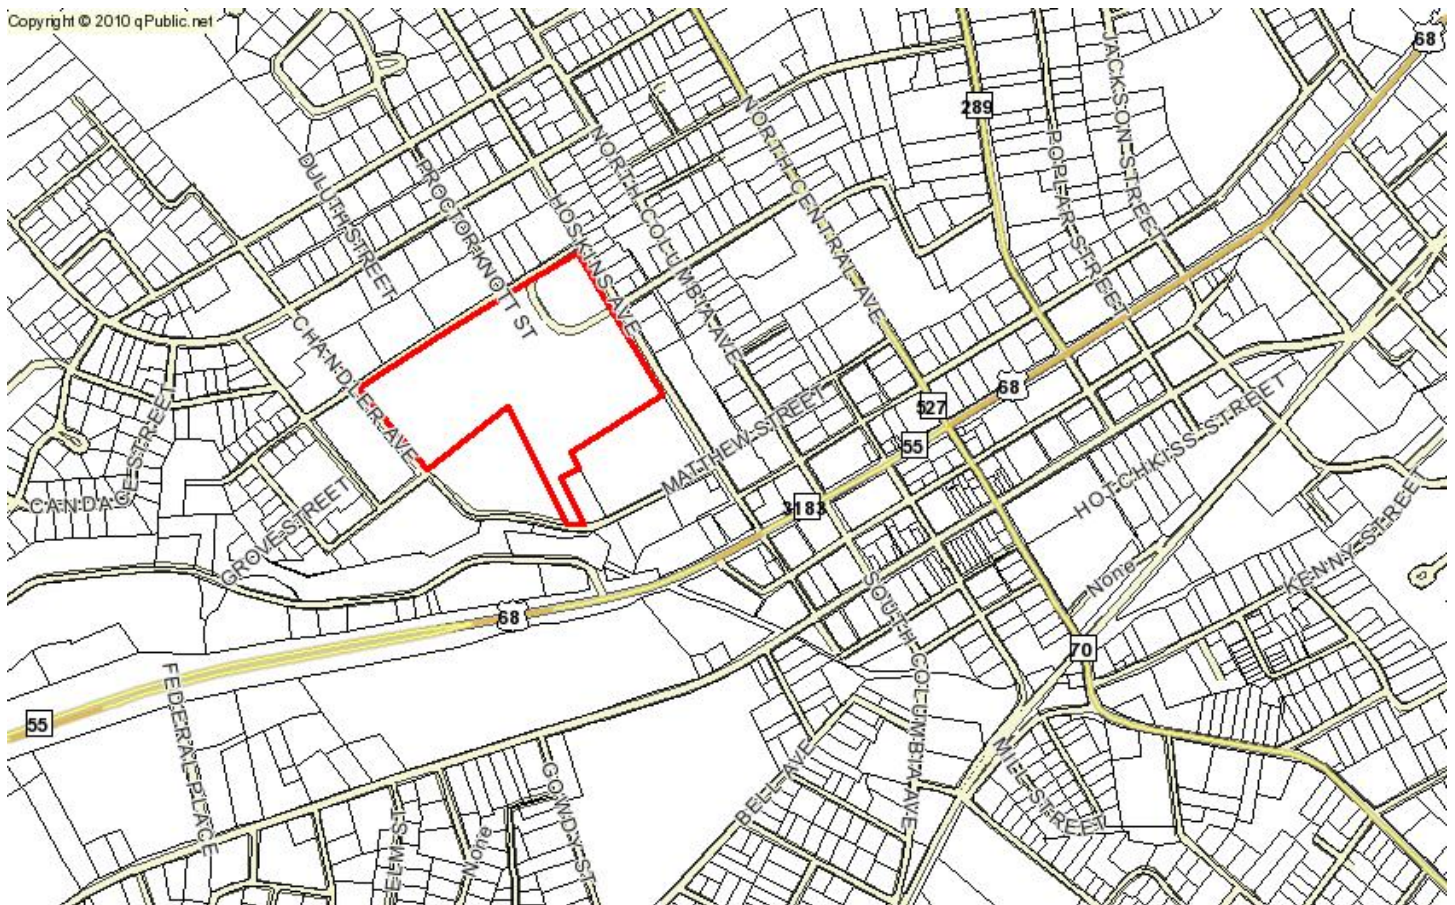 Copyright © 2010 qPublic.net
68
JACKSON STREET
289
NORTH CENTRAL AVE
POPLAR STREET
NORTH COLUMBIA AVE
DULUTH STREET
PROCTOR KNOTT ST
HOSKINS AVE
CHANDLER AVE
MATTHEW STREET
68
527
55
HOTCHKISS STREET
CANDACE STREET
GROVE STREET
3183
KENNY STREET
None
SOUTH COLUMBIA AVE
68
70
FEDERAL PLACE
55
MILL STREET
BELL AVE
GOWDY ST
ELM ST
None